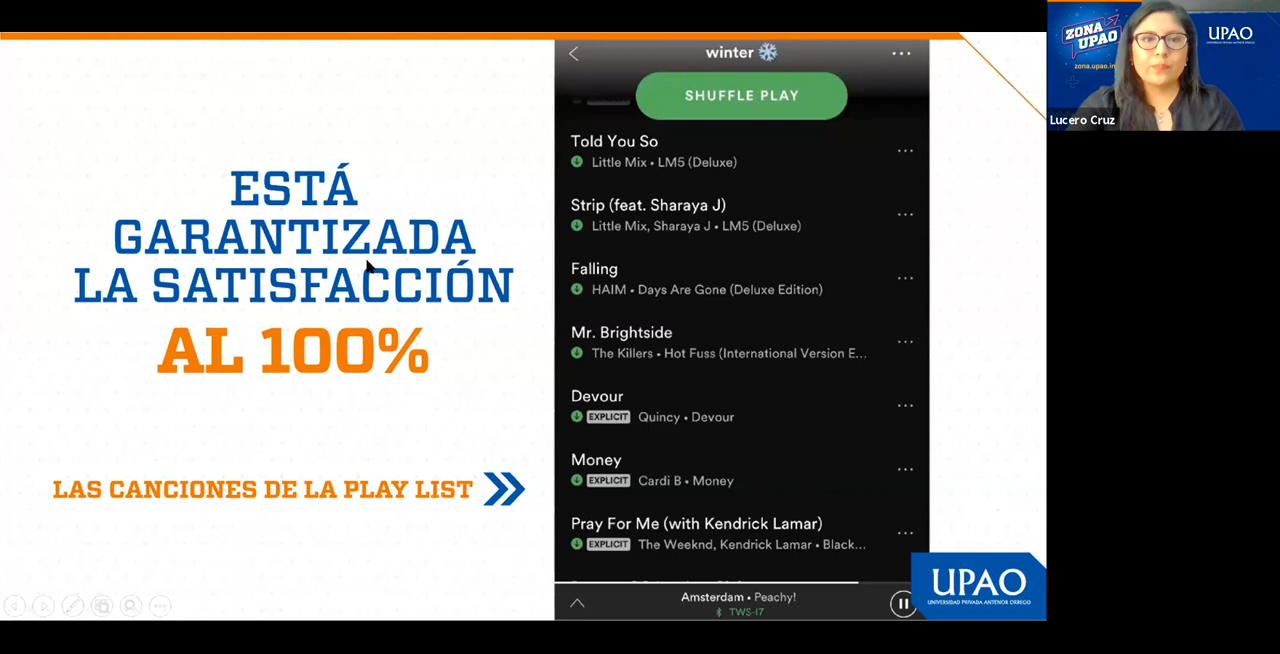 ESTÁ
GARANTIZADA
LA SATISFACCIÓN
AL 100%
LAS CANCIONES DE LA PLAY LIST
winter ❄️
SHUFFLE PLAY
Told You So
Little Mix • LM5 (Deluxe)
Strip (feat. Sharaya J)
Little Mix, Sharaya J • LM5 (Deluxe)
Falling
HAIM • Days Are Gone (Deluxe Edition)
Mr. Brightside
The Killers • Hot Fuss (International Version E...
Devour
EXPLICIT Quincy • Devour
Money
EXPLICIT Cardi B • Money
Pray For Me (with Kendrick Lamar)
EXPLICIT The Weeknd, Kendrick Lamar • Black...
Amsterdam • Peachy!
TWS-i7
UPAO
UNIVERSIDAD PRIVADA ANTENOR ORREGO
ZONA
UPAO
zona.upao.in
UPAO
UNIVERSIDAD PRIVADA ANTENOR ORREGO
Lucero Cruz